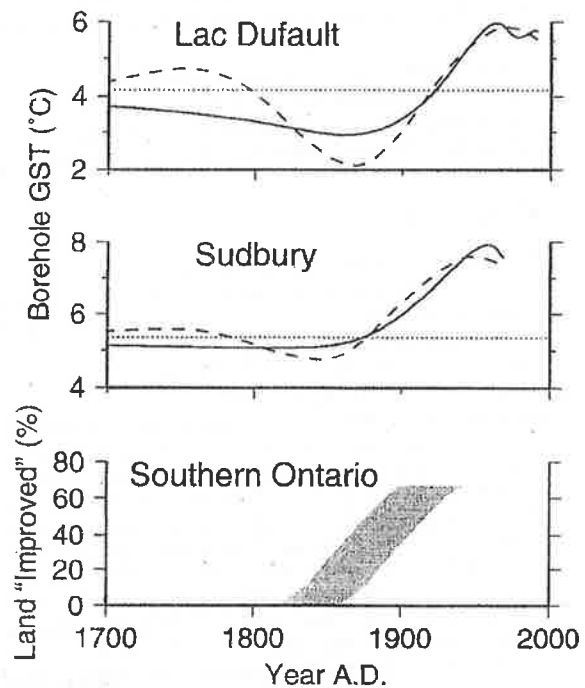 Lac Dufault
6
4
2
Borehole GST (°C)
Sudbury
8
6
4
Land "Improved" (%)
Southern Ontario
80
60
40
20
0
1700
1800
1900
2000
Year A.D.